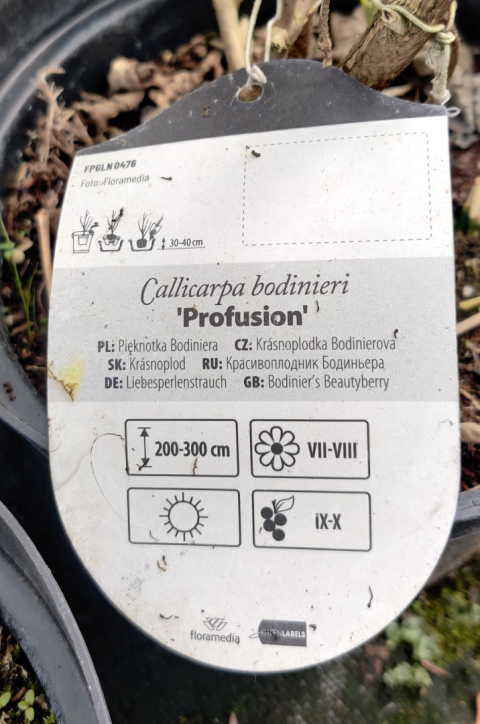 FPGLN 0476
Foto: Floramedia
30-40 cm
Callicarpa bodinieri
'Profusion'
PL: Pięknotka Bodiniera CZ: Krásnoplodka Bodinierova
SK: Krásnoplod RU: Красивоплодник Бодиньера
DE: Liebesperlenstrauch GB: Bodinier's Beautyberry
200-300 cm VII-VIII
IX-X
floramedia
LABELS